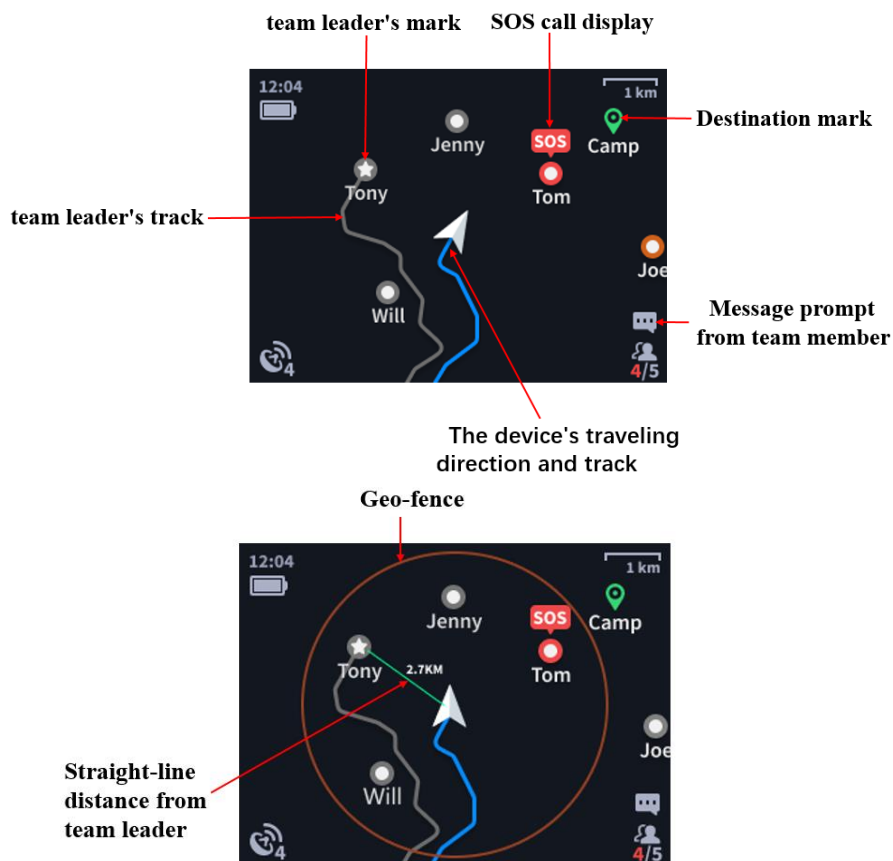 team leader's mark
SOS call display
12:04
1 km
Jenny
SOS
Camp
Destination mark
Tony
Tom
team leader's track
Joe
Will
Message prompt
from team member
4
4/5
The device's traveling
direction and track
Geo-fence
12:04
1 km
Jenny
SOS
Camp
Tony
2.7KM
Tom
Joe
Straight-line
distance from
team leader
Will
4
4/5